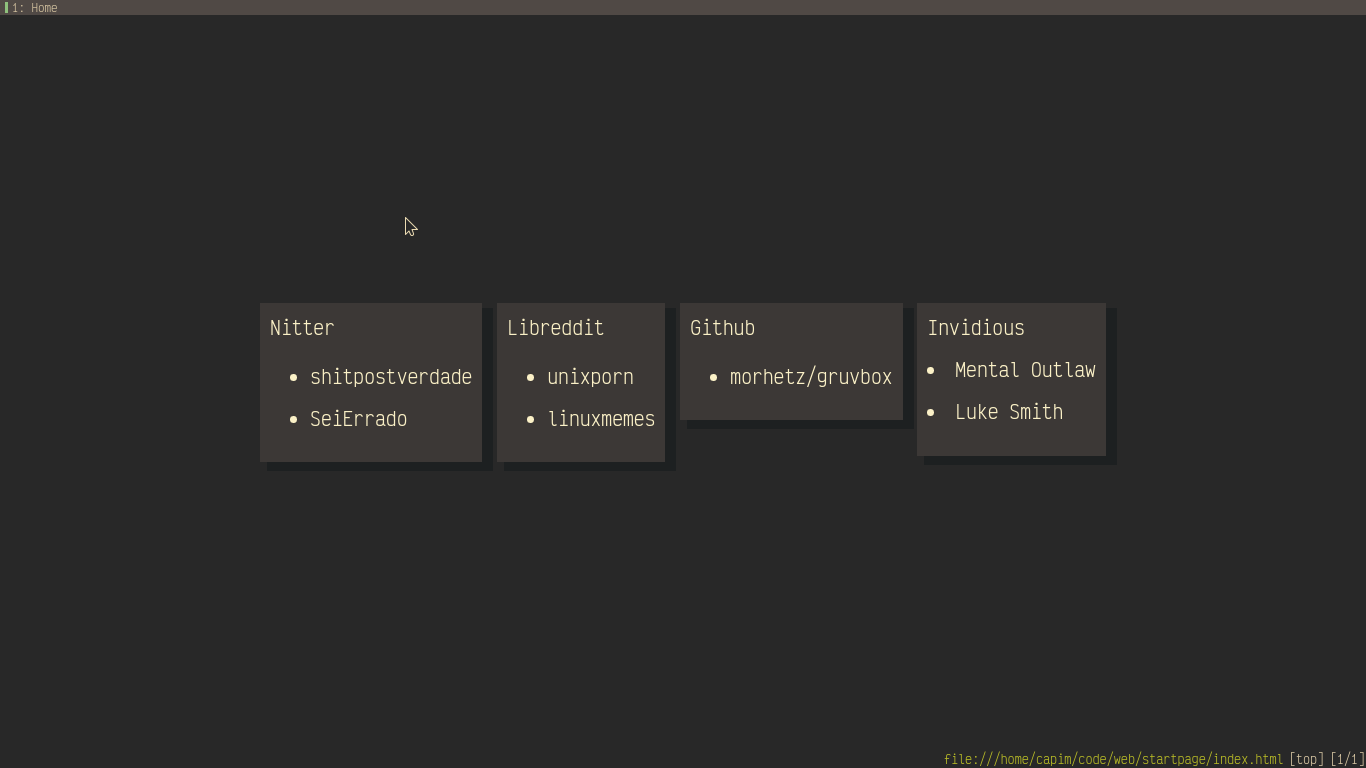 1: Home
Nitter
shitpostverdade
SeiErrado
Libreddit
unixporn
linuxmemes
Github
morhetz/gruvbox
Invidious
Mental Outlaw
Luke Smith
file:///home/capim/code/web/startpage/index.html [top] [1/1]